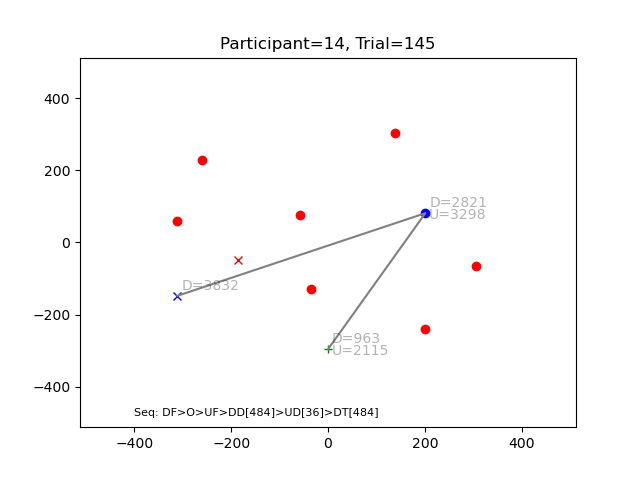 Participant=14, Trial=145
400
200
0
−200
−400
D=2821
U=3298
D=3832
D=963
U=2115
Seq: DF>O>UF>DD[484]>UD[36]>DT[484]
−400 −200 0 200 400